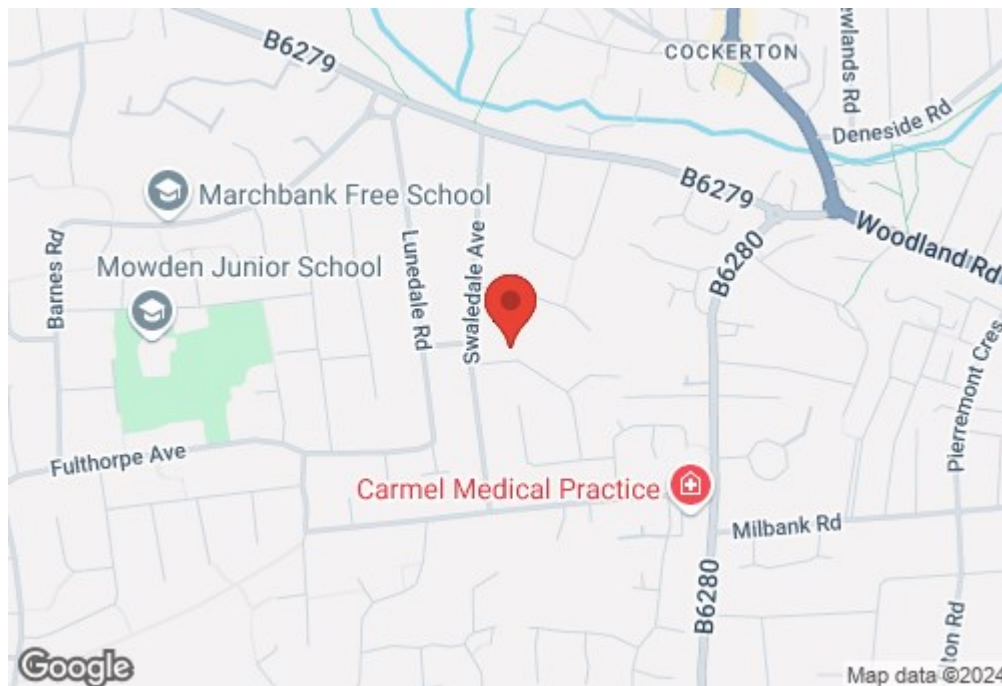 B6279
COCKERTON
ewlands Rd
Deneside Rd
Marchbank Free School
B6279
Woodland Rd
Barnes Rd
Mowden Junior School
Lunedale Rd
Swaledale Ave
B6280
Pierremont Cres
Fulthorpe Ave
Carmel Medical Practice
Milbank Rd
B6280
ton Rd
Google
Map data ©2024